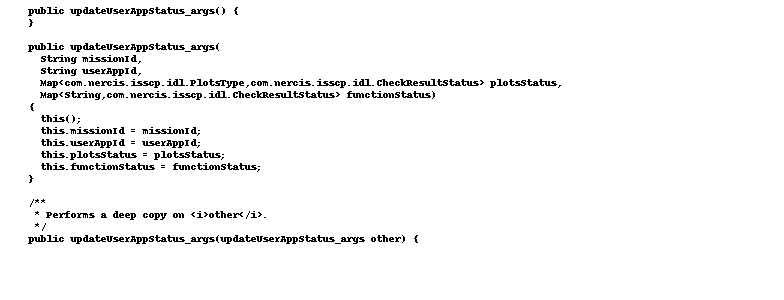 public updateUserAppStatus_args() {
}
public updateUserAppStatus_args(
String missionId,
String userAppId,
Map<com.nercis.isscp.idl.PlotsType,com.nercis.isscp.idl.CheckResultStatus> plotsStatus,
Map<String,com.nercis.isscp.idl.CheckResultStatus> functionStatus)
{
this();
this.missionId = missionId;
this.userAppId = userAppId;
this.plotsStatus = plotsStatus;
this.functionStatus = functionStatus;
}
/**
* Performs a deep copy on <i>other</i>.
*/
public updateUserAppStatus_args(updateUserAppStatus_args other) {